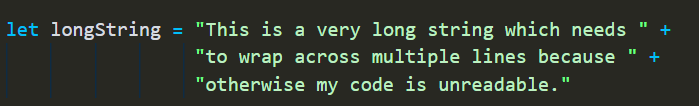 let longString = "This is a very long string which needs " +
"to wrap across multiple lines because " +
"otherwise my code is unreadable."